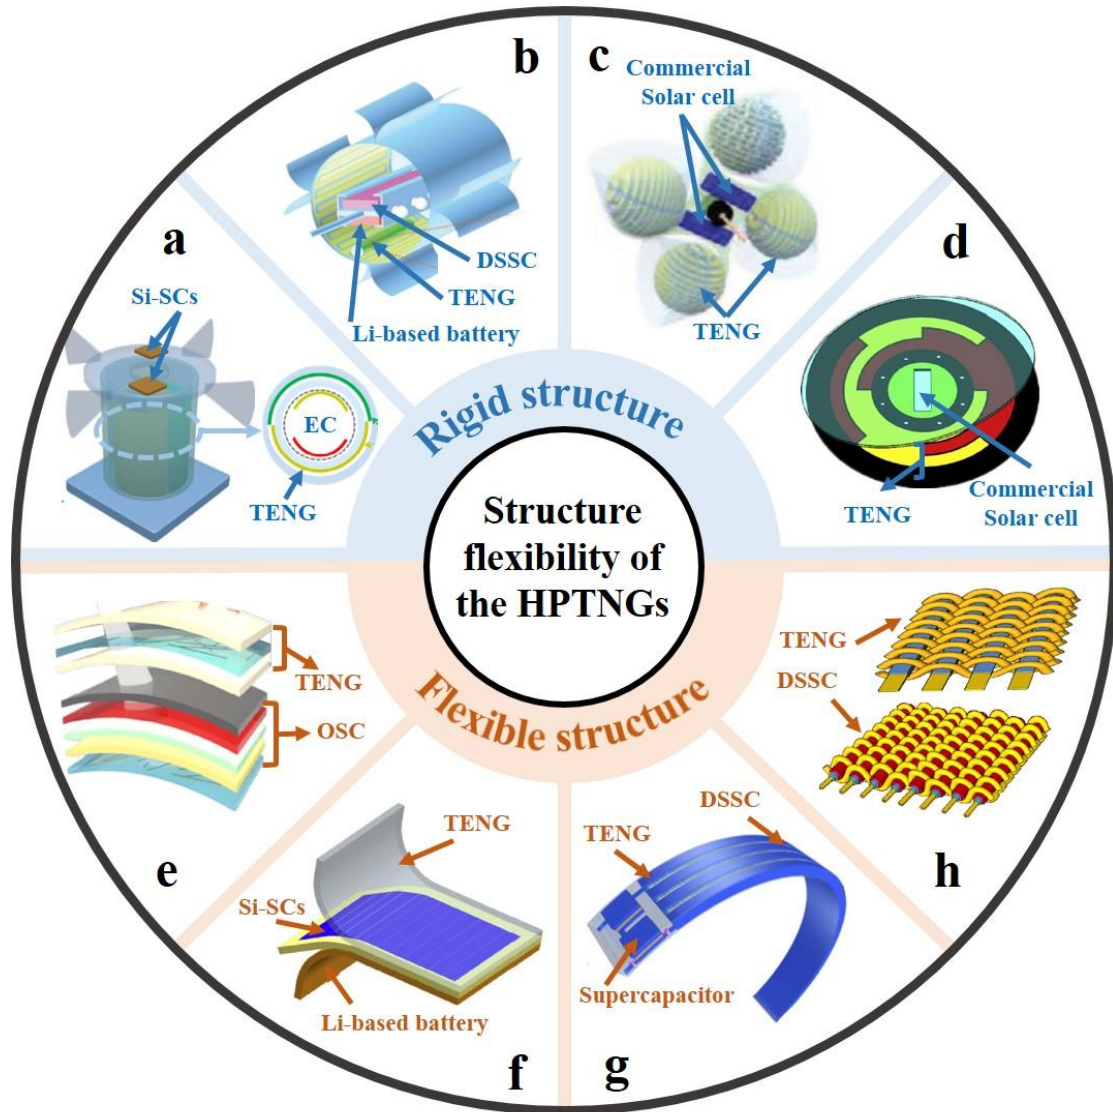 Structure
flexibility of
the HPTNGs
Rigid structure
Flexible structure
a
Si-SCs
EC
TENG
b
DSSC
TENG
Li-based battery
c
Commercial
Solar cell
TENG
d
TENG
Commercial
Solar cell
e
TENG
OSC
f
TENG
Si-SCs
Li-based battery
g
DSSC
TENG
Supercapacitor
h
TENG
DSSC